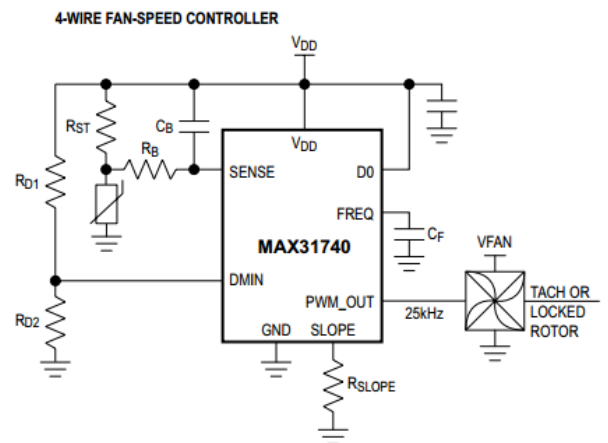 4-WIRE FAN-SPEED CONTROLLER
VDD
RST
CB
VDD
RB
RD1
SENSE
D0
FREQ
CF
MAX31740
VFAN
DMIN
PWM_OUT
25kHz
TACH OR
LOCKED
ROTOR
RD2
GND
SLOPE
RSLOPE